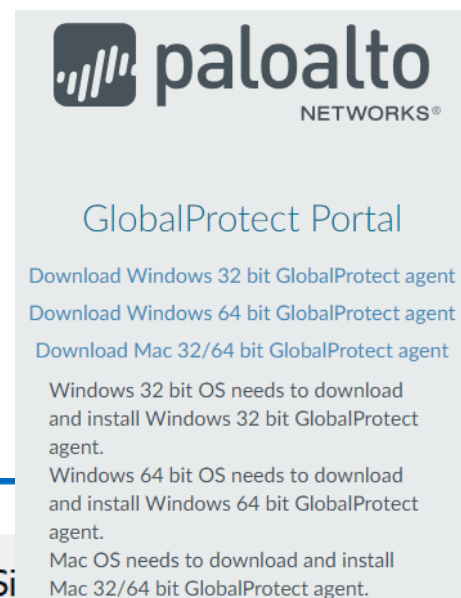 paloalto
NETWORKS®
GlobalProtect Portal
Download Windows 32 bit GlobalProtect agent
Download Windows 64 bit GlobalProtect agent
Download Mac 32/64 bit GlobalProtect agent
Windows 32 bit OS needs to download
and install Windows 32 bit GlobalProtect
agent.
Windows 64 bit OS needs to download
and install Windows 64 bit GlobalProtect
agent.
Mac OS needs to download and install
Mac 32/64 bit GlobalProtect agent.